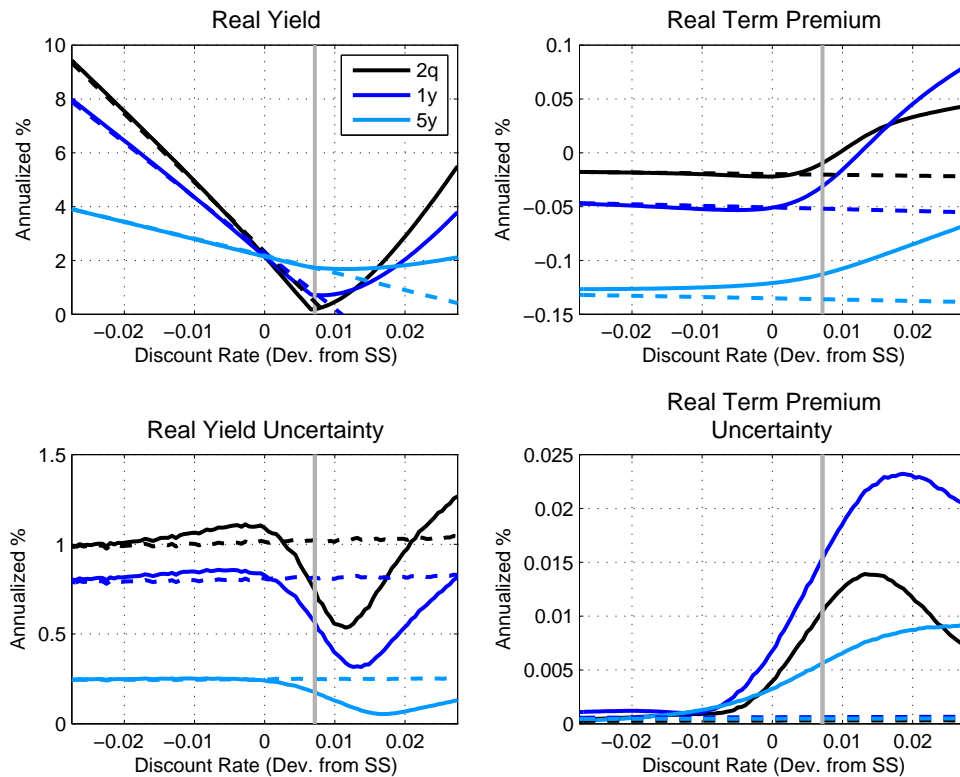 Real Yield
10
8
6
4
2
0
Annualized %
2q
1y
5y
−0.02 −0.01 0 0.01 0.02
Discount Rate (Dev. from SS)
Real Term Premium
0.1
0.05
0
−0.05
−0.1
−0.15
Annualized %
−0.02 −0.01 0 0.01 0.02
Discount Rate (Dev. from SS)
Real Yield Uncertainty
1.5
1
0.5
0
Annualized %
−0.02 −0.01 0 0.01 0.02
Discount Rate (Dev. from SS)
Real Term Premium
Uncertainty
0.025
0.02
0.015
0.01
0.005
0
Annualized %
−0.02 −0.01 0 0.01 0.02
Discount Rate (Dev. from SS)